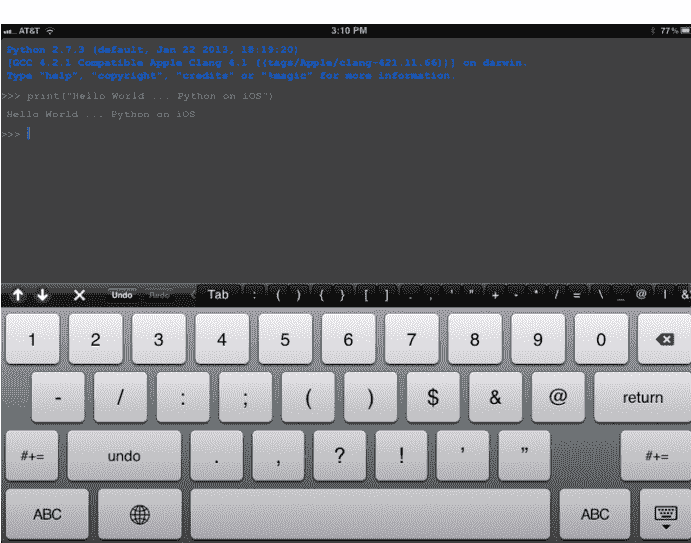 AT&T 3:10 PM 77%
Python 2.7.3 (default, Jan 22 2013, 18:19:20)
[GCC 4.2.1 Compatible Apple Clang 4.1 ((tags/Apple/clang-421.11.66))] on darwin.
Type "help", "copyright", "credits" or "%magic" for more information.
>>> print("Hello World ... Python on iOS")
Hello World ... Python on iOS
>>>
Undo Redo Tab : ( ) { } [ ] . , ' " + - * / = \ _ @ | &
1 2 3 4 5 6 7 8 9 0
- / : ; ( ) $ & @ return
#+= undo . , ? ! ' " #+=
ABC ABC